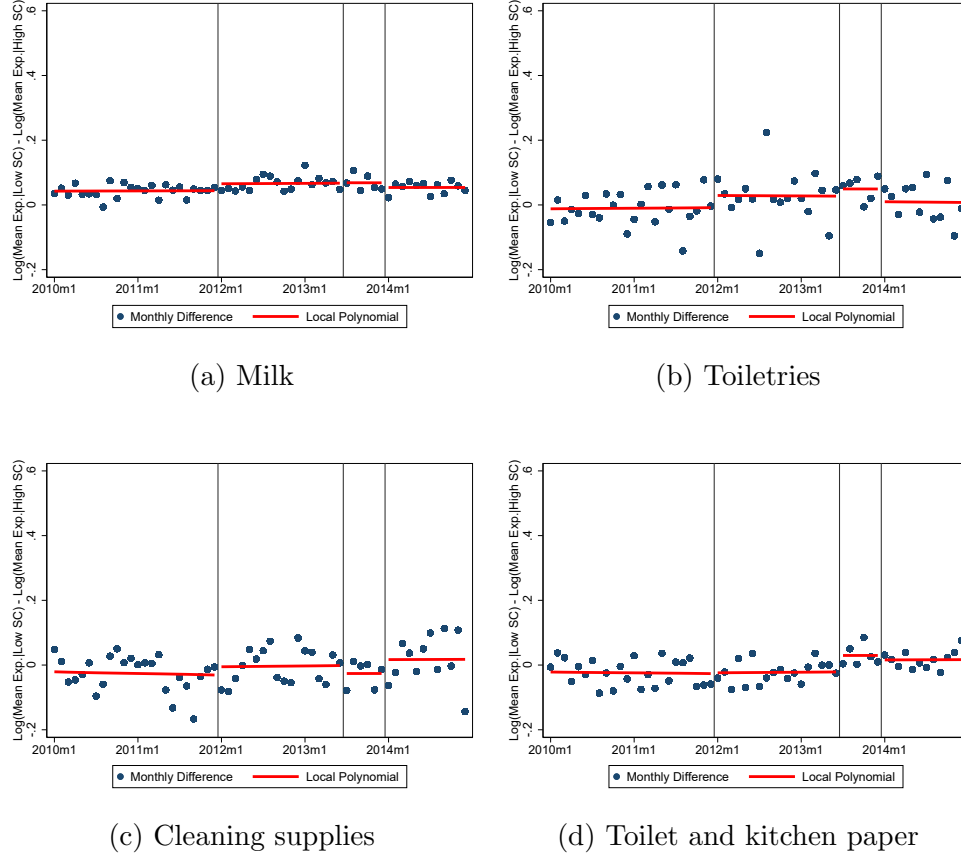 Log(Mean Exp.|Low SC) - Log(Mean Exp.|High SC)
.6
.4
.2
0
-.2
2010m1 2011m1 2012m1 2013m1 2014m1
Monthly Difference Local Polynomial
(a) Milk
Log(Mean Exp.|Low SC) - Log(Mean Exp.|High SC)
.6
.4
.2
0
-.2
2010m1 2011m1 2012m1 2013m1 2014m1
Monthly Difference Local Polynomial
(b) Toiletries
Log(Mean Exp.|Low SC) - Log(Mean Exp.|High SC)
.6
.4
.2
0
-.2
2010m1 2011m1 2012m1 2013m1 2014m1
Monthly Difference Local Polynomial
(c) Cleaning supplies
Log(Mean Exp.|Low SC) - Log(Mean Exp.|High SC)
.6
.4
.2
0
-.2
2010m1 2011m1 2012m1 2013m1 2014m1
Monthly Difference Local Polynomial
(d) Toilet and kitchen paper